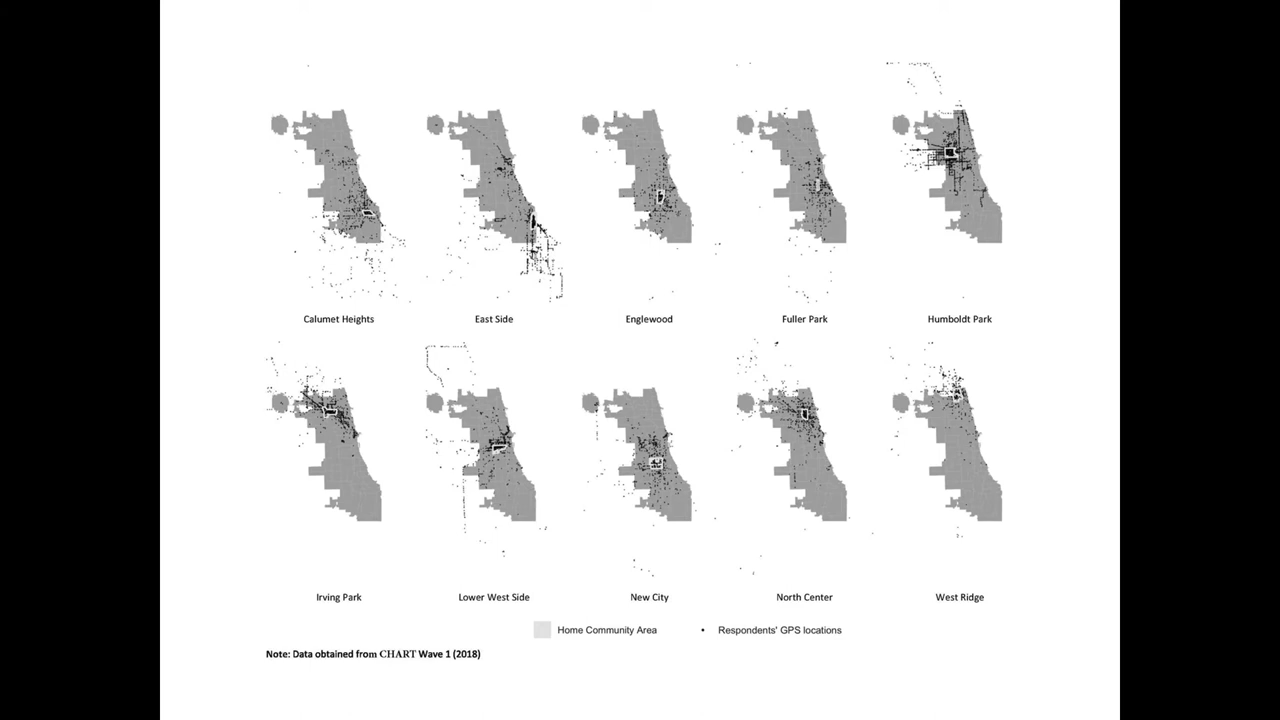 Calumet Heights
East Side
Englewood
Fuller Park
Humboldt Park
Irving Park
Lower West Side
New City
North Center
West Ridge
Home Community Area
Respondents' GPS locations
Note: Data obtained from CHART Wave 1 (2018)